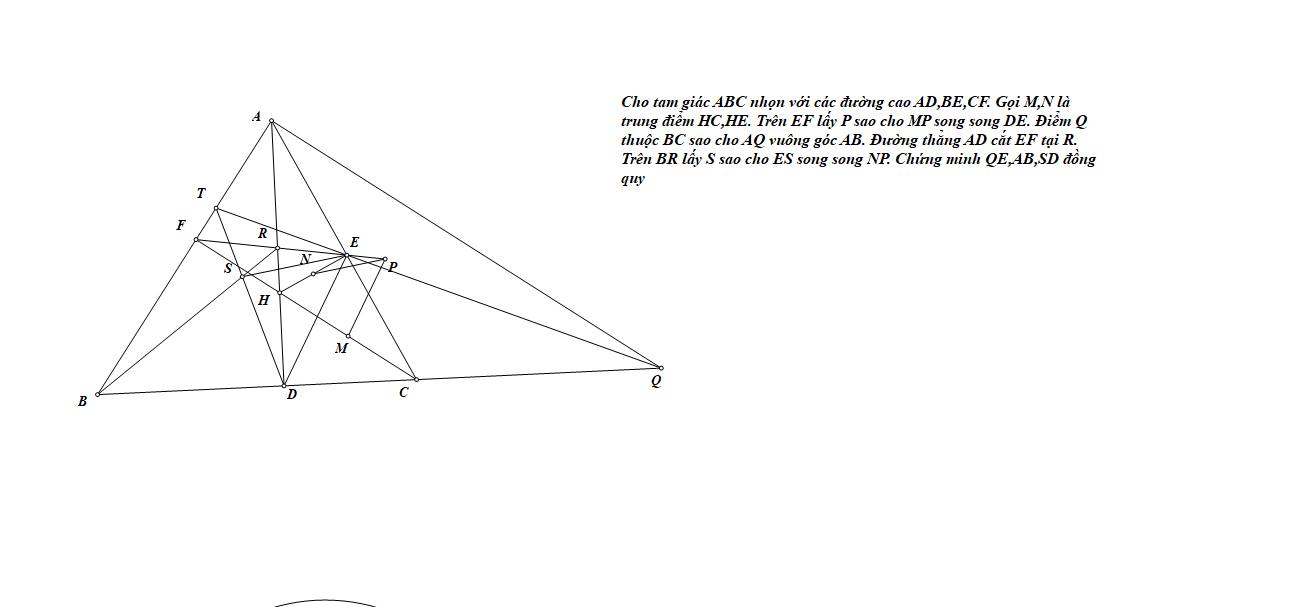 A
Cho tam giác ABC nhọn với các đường cao AD,BE,CF. Gọi M,N là
trung điểm HC,HE. Trên EF lấy P sao cho MP song song DE. Điểm Q
thuộc BC sao cho AQ vuông góc AB. Đường thẳng AD cắt EF tại R.
Trên BR lấy S sao cho ES song song NP. Chứng minh QE,AB,SD đồng
quy
T
F
R
E
N
P
S
H
M
Q
B
D
C